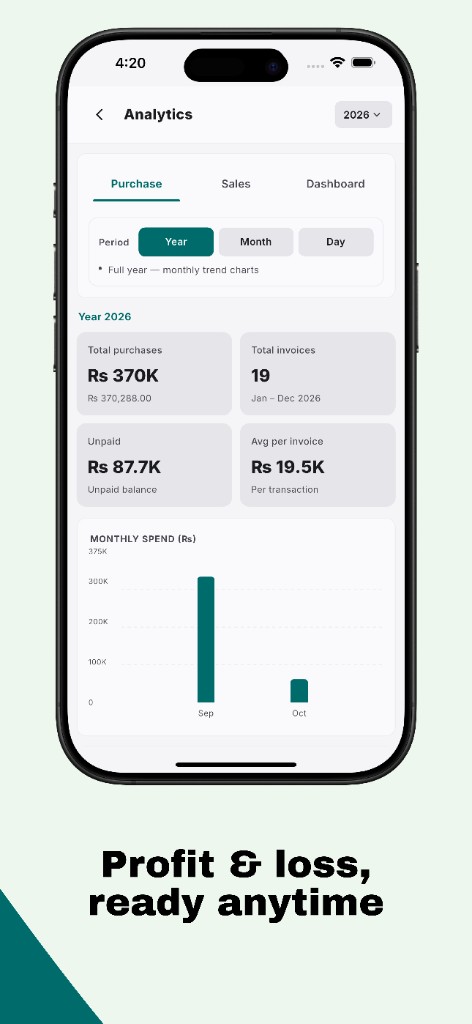 4:20
Analytics
2026
Purchase Sales Dashboard
Period Year Month Day
• Full year — monthly trend charts
Year 2026
Total purchases
Rs 370K
Rs 370,288.00
Total invoices
19
Jan – Dec 2026
Unpaid
Rs 87.7K
Unpaid balance
Avg per invoice
Rs 19.5K
Per transaction
MONTHLY SPEND (Rs)
375K
300K
200K
100K
0
Sep Oct
Profit & loss,
ready anytime